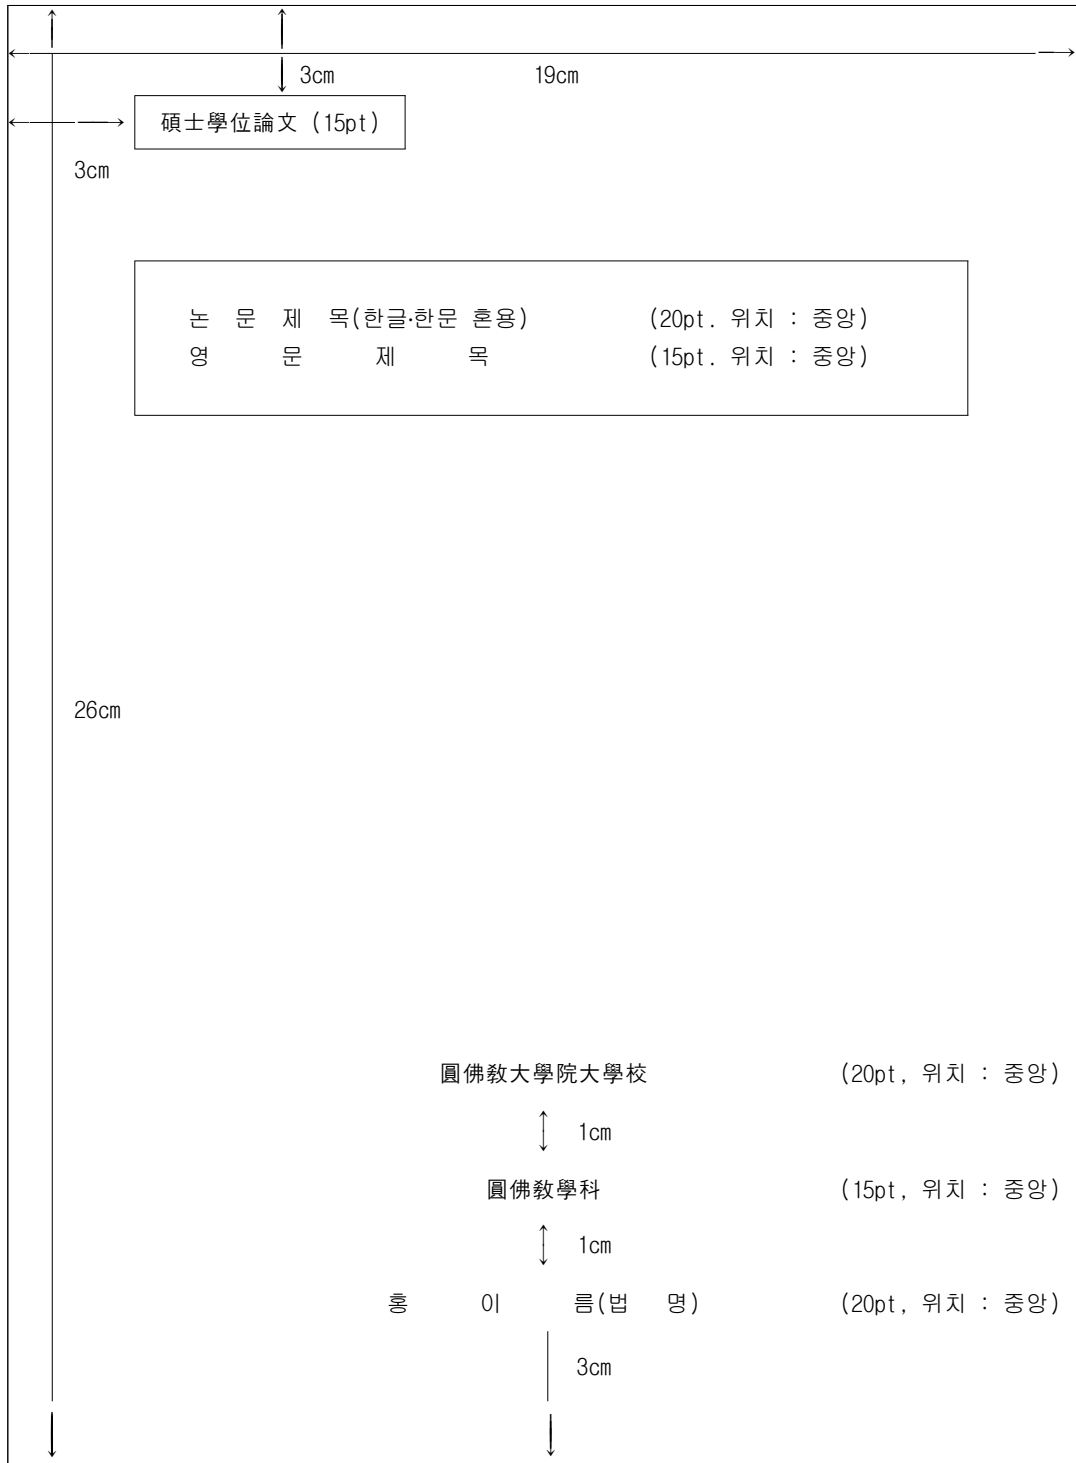 3cm 19cm
碩士學位論文 (15pt)
3cm
논 문 제 목(한글·한문 혼용) (20pt. 위치 : 중앙)
영 문 제 목 (15pt. 위치 : 중앙)
26cm
圓佛敎大學院大學校 (20pt, 위치 : 중앙)
1cm
圓佛敎學科 (15pt, 위치 : 중앙)
1cm
홍 이 름(법 명) (20pt, 위치 : 중앙)
3cm